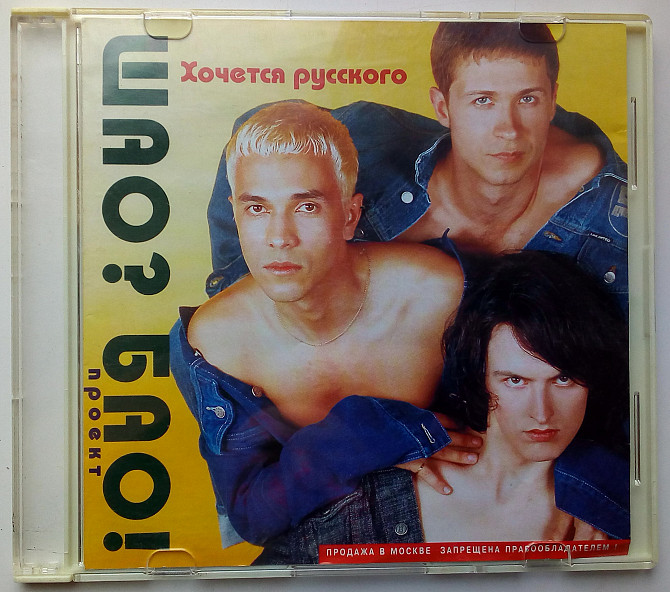 Хочется русского
ШАО? БАО!
проект
ПРОДАЖА В МОСКВЕ ЗАПРЕЩЕНА ПРАВООБЛАДАТЕЛЕМ !